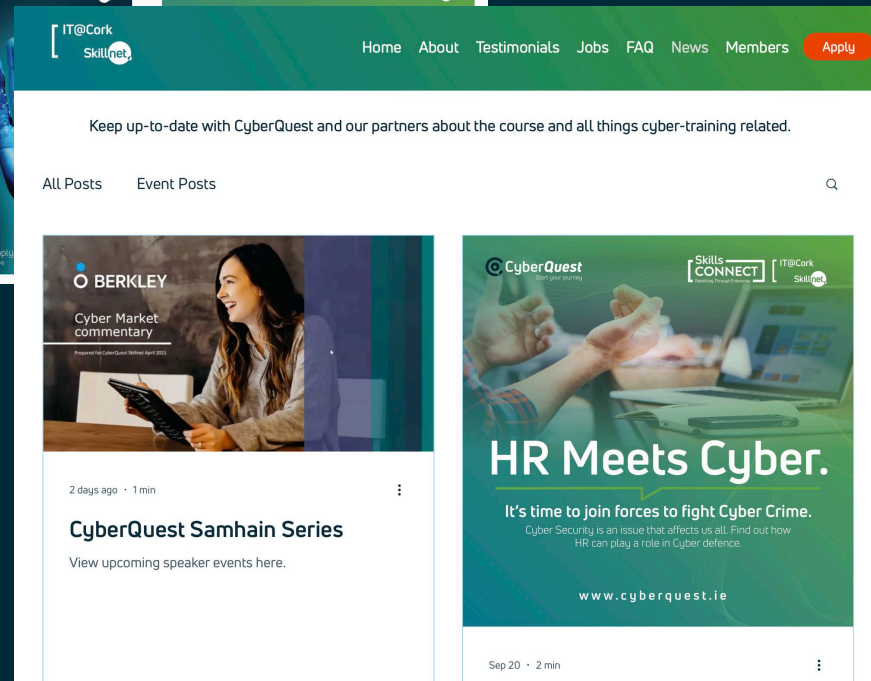 IT@Cork
Skillnet
Home About Testimonials Jobs FAQ News Members Apply
Keep up-to-date with CyberQuest and our partners about the course and all things cyber-training related.
All Posts Event Posts
BERKLEY
Cyber Market
commentary
Prepared for CyberQuest Skillnet April 2021
2 days ago · 1 min
CyberQuest Samhain Series
View upcoming speaker events here.
CyberQuest
Start your journey
Skills
CONNECT
Reskilling Through Enterprise
IT@Cork
Skillnet
HR Meets Cyber.
It's time to join forces to fight Cyber Crime.
Cyber Security is an issue that affects us all. Find out how
HR can play a role in Cyber defence.
www.cyberquest.ie
Sep 20 · 2 min